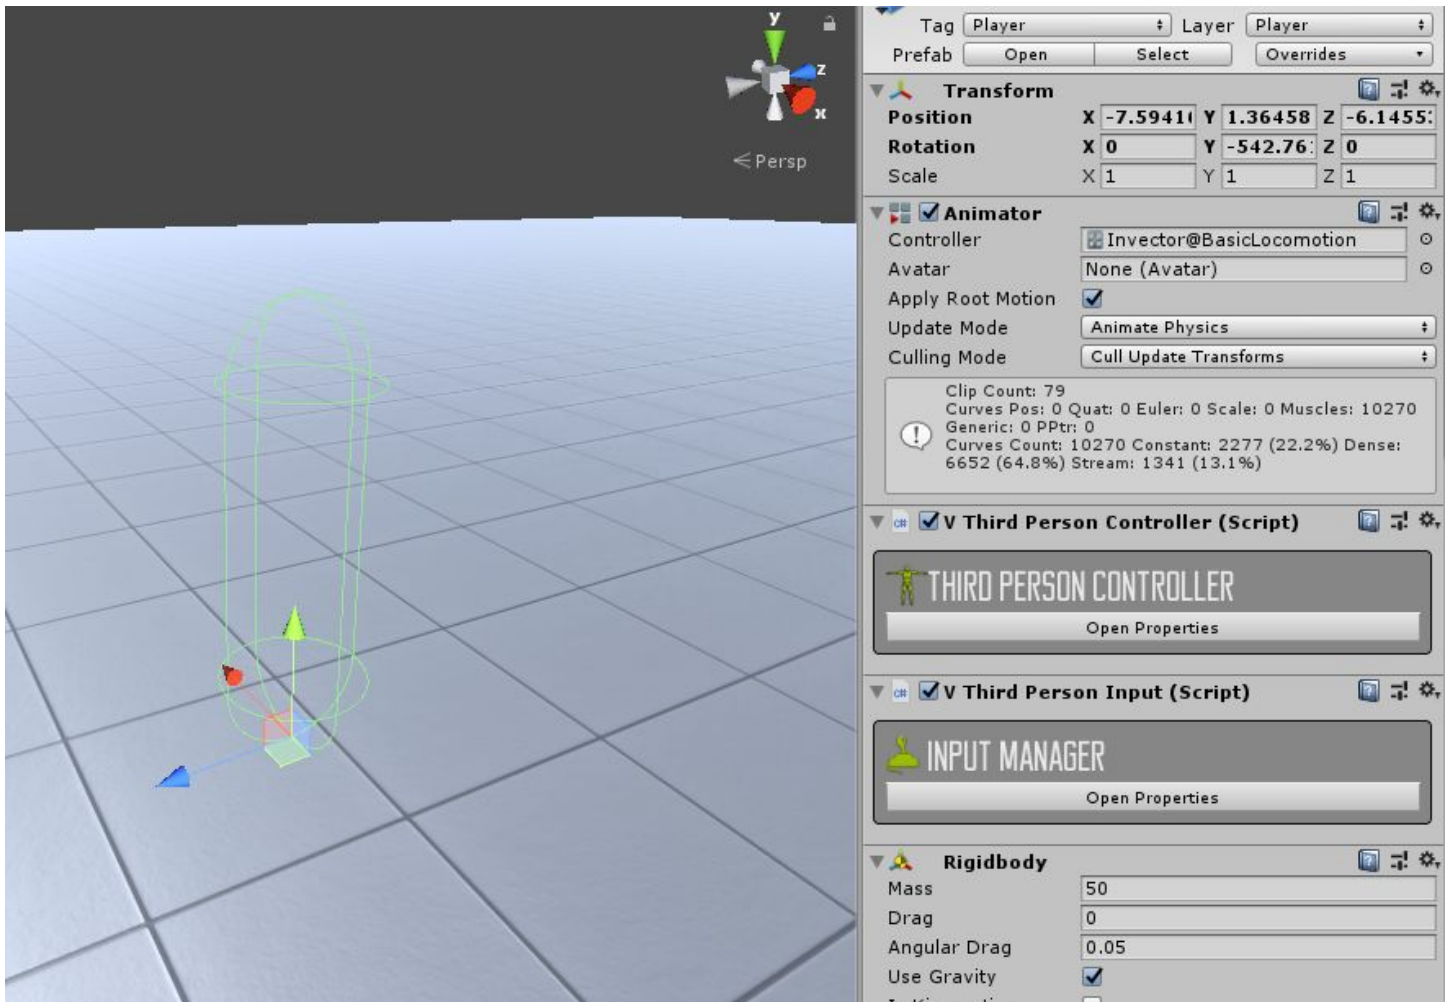 y
z
x
Persp
Tag Player Layer Player
Prefab Open Select Overrides
Transform
Position X -7.5941 Y 1.36458 Z -6.1455
Rotation X 0 Y -542.76 Z 0
Scale X 1 Y 1 Z 1
Animator
Controller Invector@BasicLocomotion
Avatar None (Avatar)
Apply Root Motion
Update Mode Animate Physics
Culling Mode Cull Update Transforms
Clip Count: 79
Curves Pos: 0 Quat: 0 Euler: 0 Scale: 0 Muscles: 10270
Generic: 0 PPtr: 0
Curves Count: 10270 Constant: 2277 (22.2%) Dense:
6652 (64.8%) Stream: 1341 (13.1%)
C# V Third Person Controller (Script)
THIRD PERSON CONTROLLER
Open Properties
C# V Third Person Input (Script)
INPUT MANAGER
Open Properties
Rigidbody
Mass 50
Drag 0
Angular Drag 0.05
Use Gravity